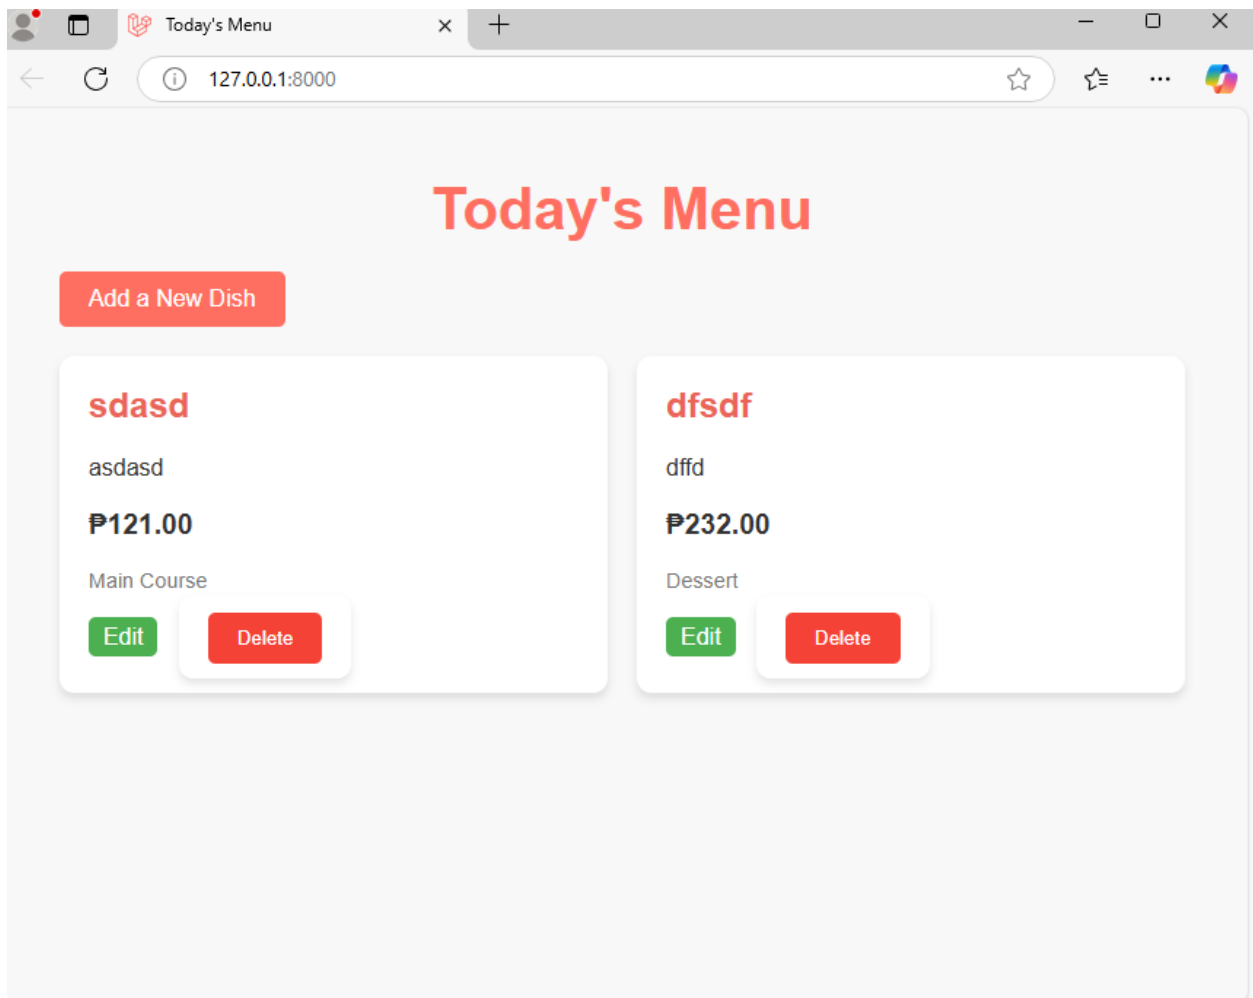 Today's Menu
127.0.0.1:8000
Today's Menu
Add a New Dish
sdasd
asdasd
₱121.00
Main Course
Edit Delete
dfsdf
dffd
₱232.00
Dessert
Edit Delete